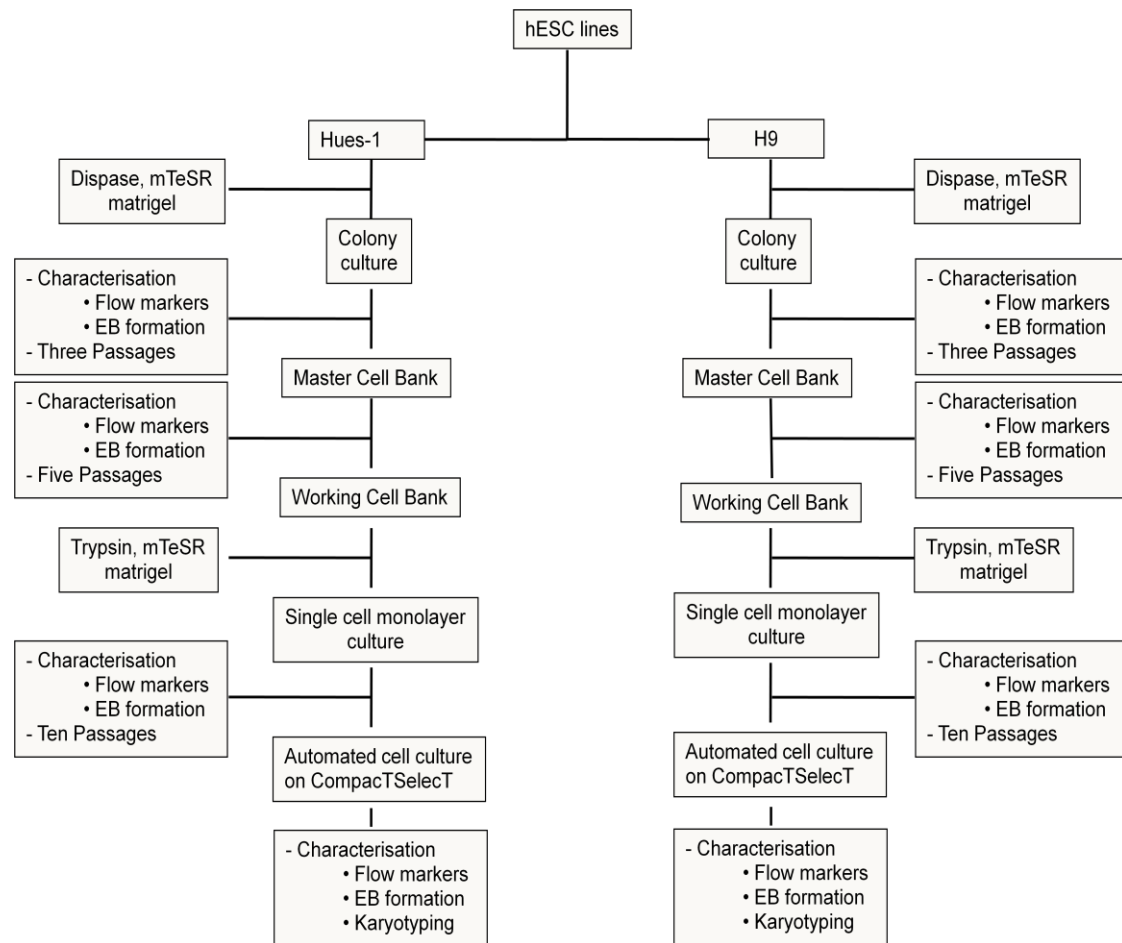 hESC lines
Hues-1
H9
Dispase, mTeSR
matrigel
Dispase, mTeSR
matrigel
Colony
culture
Colony
culture
- Characterisation
• Flow markers
• EB formation
- Three Passages
- Characterisation
• Flow markers
• EB formation
- Three Passages
Master Cell Bank
Master Cell Bank
- Characterisation
• Flow markers
• EB formation
- Five Passages
- Characterisation
• Flow markers
• EB formation
- Five Passages
Working Cell Bank
Working Cell Bank
Trypsin, mTeSR
matrigel
Trypsin, mTeSR
matrigel
Single cell monolayer
culture
Single cell monolayer
culture
- Characterisation
• Flow markers
• EB formation
- Ten Passages
- Characterisation
• Flow markers
• EB formation
- Ten Passages
Automated cell culture
on CompacTSelecT
Automated cell culture
on CompacTSelecT
- Characterisation
• Flow markers
• EB formation
• Karyotyping
- Characterisation
• Flow markers
• EB formation
• Karyotyping